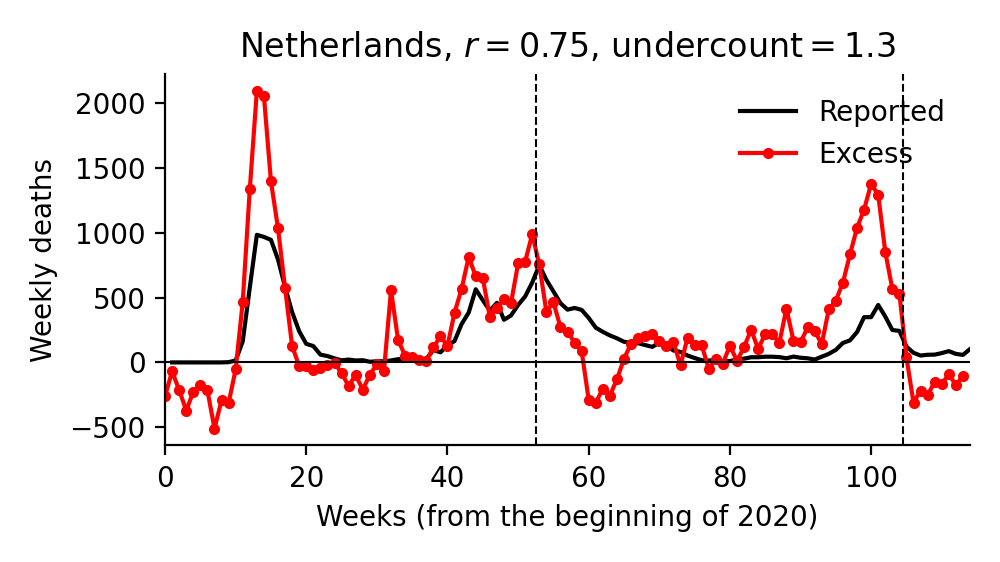 Netherlands, r = 0.75, undercount = 1.3
Reported
Excess
Weekly deaths
2000
1500
1000
500
0
−500
0 20 40 60 80 100
Weeks (from the beginning of 2020)